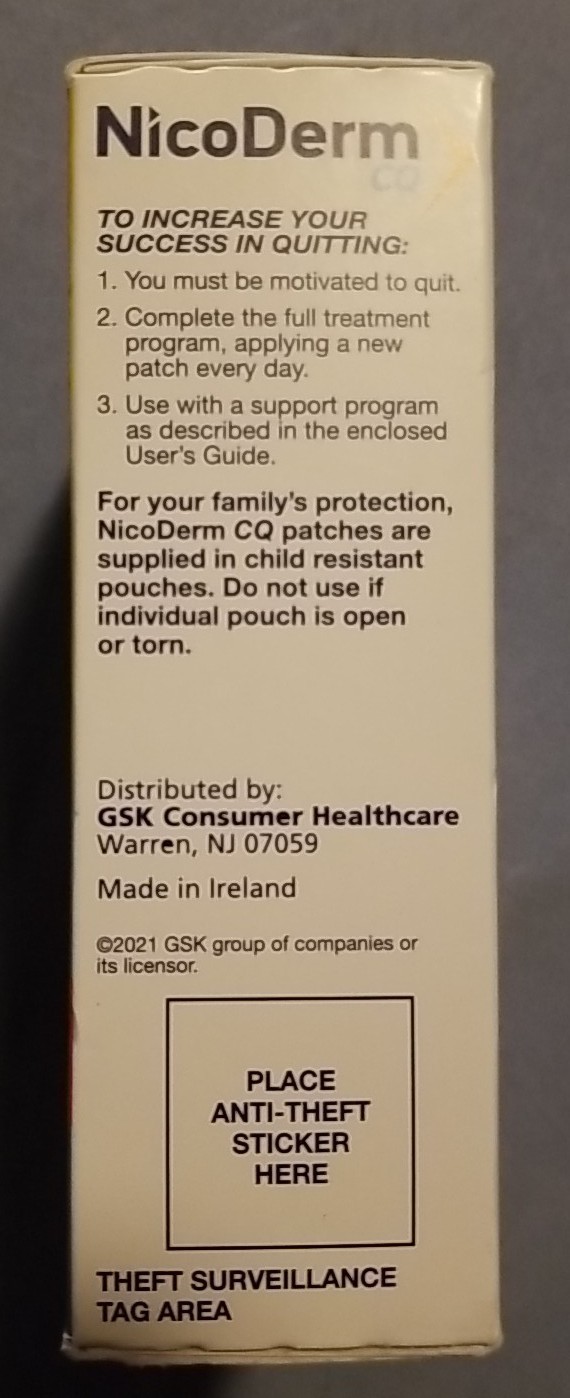 NicoDerm
CQ
TO INCREASE YOUR
SUCCESS IN QUITTING:
1. You must be motivated to quit.
2. Complete the full treatment
program, applying a new
patch every day.
3. Use with a support program
as described in the enclosed
User's Guide.
For your family's protection,
NicoDerm CQ patches are
supplied in child resistant
pouches. Do not use if
individual pouch is open
or torn.
Distributed by:
GSK Consumer Healthcare
Warren, NJ 07059
Made in Ireland
©2021 GSK group of companies or
its licensor.
PLACE
ANTI-THEFT
STICKER
HERE
THEFT SURVEILLANCE
TAG AREA